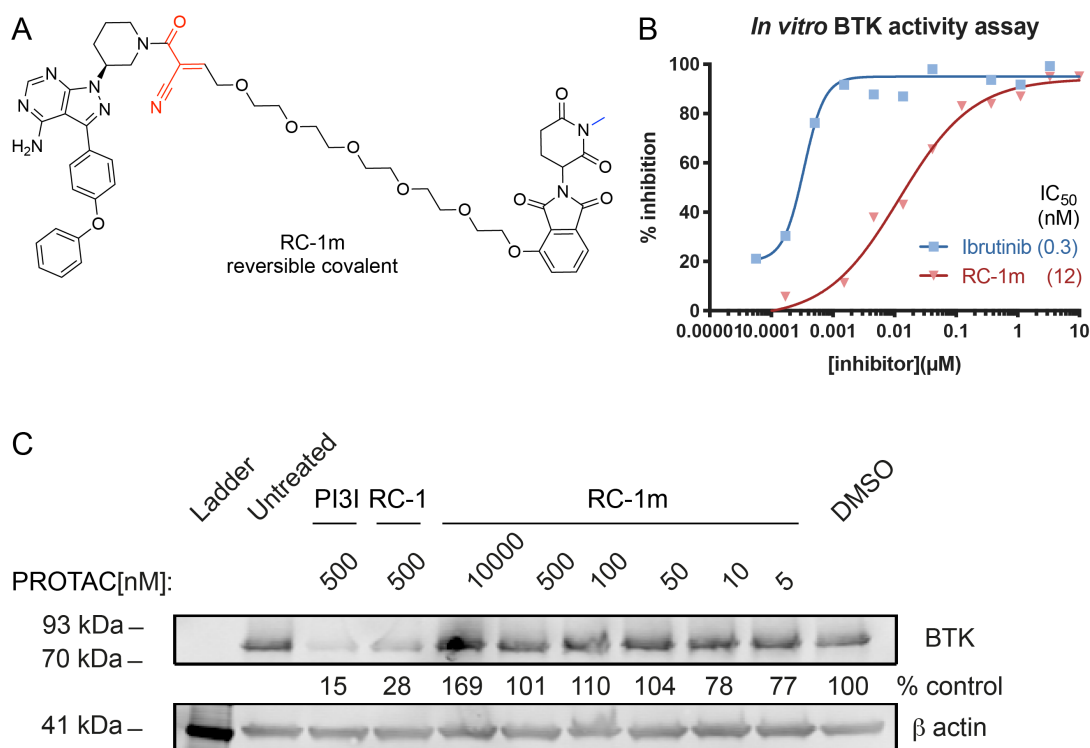 A
O
N
N
N
N
N
N
H₂N
O
N
O
O
O
O
O
O
O
N
O
O
N
O
RC-1m
reversible covalent
B
In vitro BTK activity assay
100
80
60
40
20
0
% inhibition
IC50
(nM)
Ibrutinib (0.3)
RC-1m (12)
0.00001 0.0001 0.001 0.01 0.1 1 10
[inhibitor](µM)
C
Ladder Untreated PI3I RC-1 RC-1m DMSO
PROTAC[nM]: 500 500 10000 500 100 50 10 5
93 kDa
BTK
70 kDa
15 28 169 101 110 104 78 77 100 % control
41 kDa
β actin